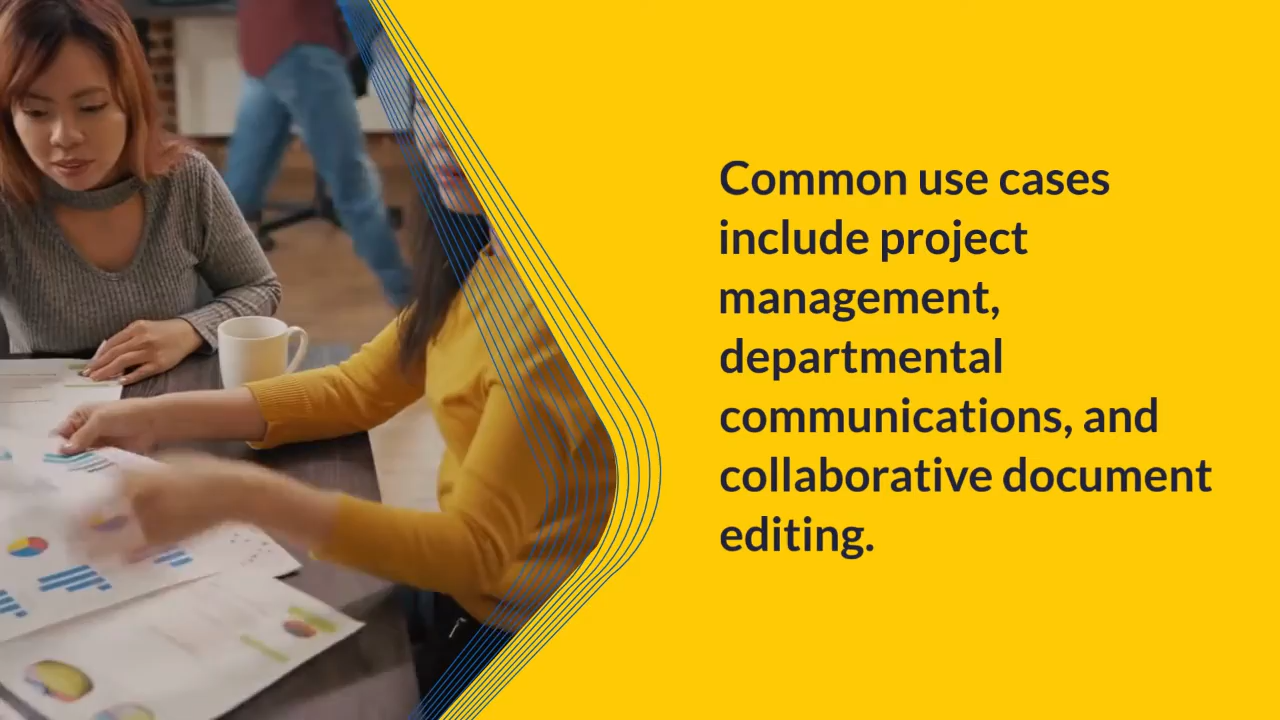 Common use cases
include project
management,
departmental
communications, and
collaborative document
editing.